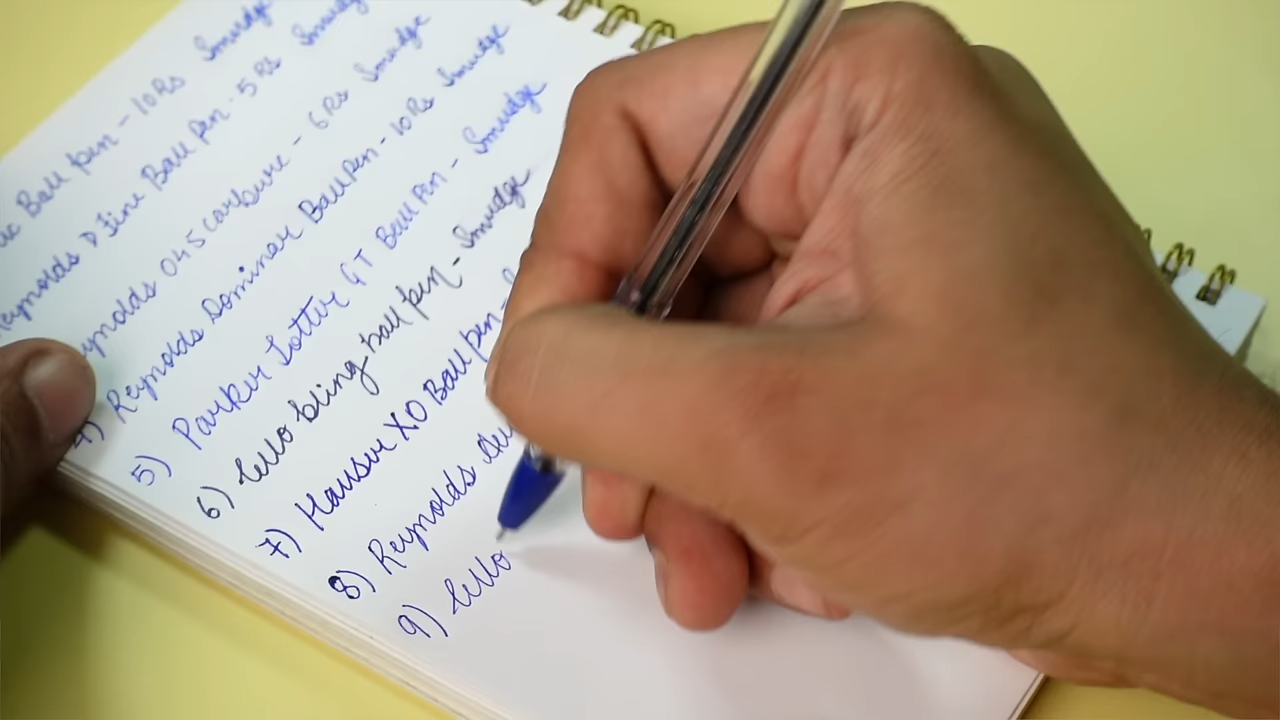 Ball pen - 10Rs Smudge
Reynolds D Fine Ball Pen - 5 Rs Smudge
Reynolds 045 carbure - 6 Rs Smudge
4) Reynolds Dominar Ball Pen - 10 Rs Smudge
5) Parker Jotter GT Ball Pen - Smudge
6) Cello bling ball pen - Smudge
7) Hauser XO Ball pen -
8) Reynolds
9) Cello